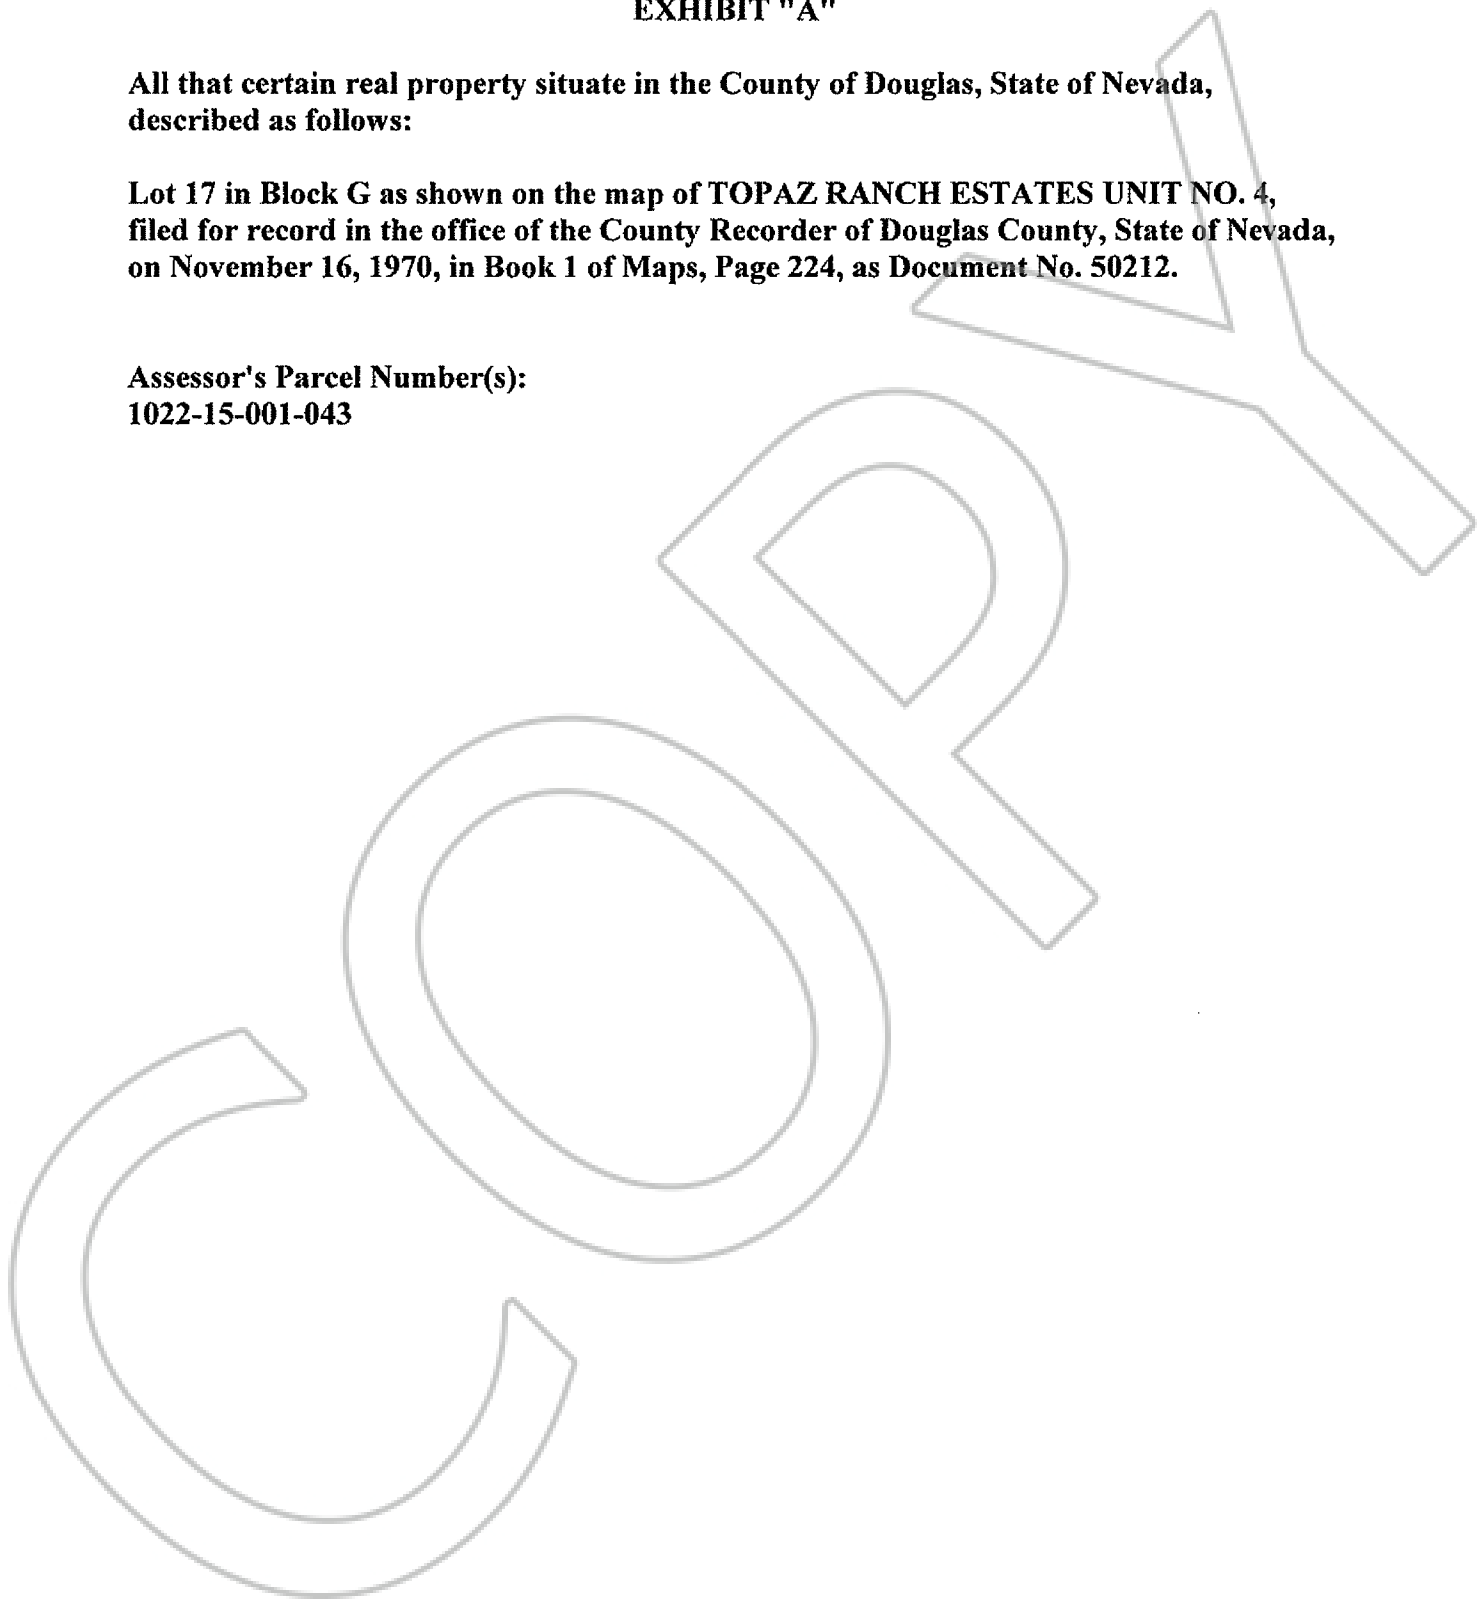 EXHIBIT "A"
All that certain real property situate in the County of Douglas, State of Nevada,
described as follows:
Lot 17 in Block G as shown on the map of TOPAZ RANCH ESTATES UNIT NO. 4,
filed for record in the office of the County Recorder of Douglas County, State of Nevada,
on November 16, 1970, in Book 1 of Maps, Page 224, as Document No. 50212.
Assessor's Parcel Number(s):
1022-15-001-043
COPY